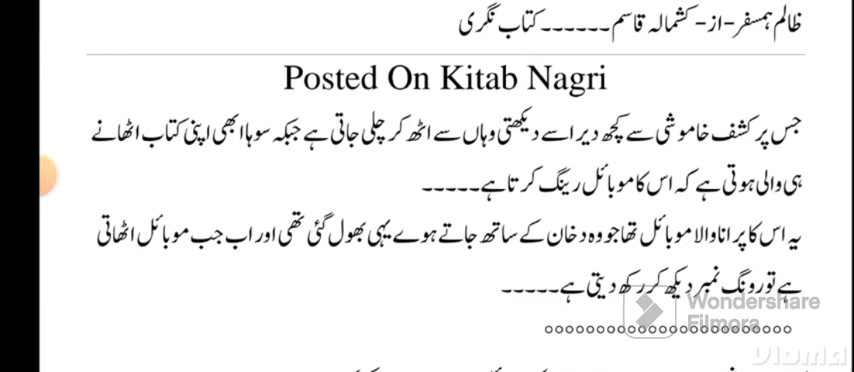 ظالم ہمسفر-از-کشمالہ قاسم۔۔۔۔۔۔کتاب نگری
Posted On Kitab Nagri
جس پر کشف خاموشی سے کچھ دیر اسے دیکھتی وہاں سے اٹھ کر چلی جاتی ہے جبکہ سوہا ابھی اپنی کتاب اٹھانے
ہی والی ہوتی ہے کہ اس کا موبائل رینگ کرتا ہے۔۔۔۔۔
یہ اس کا پرانا والا موبائل تھا جو وہ دخان کے ساتھ جاتے ہوے یہی بھول گئی تھی اور اب جب موبائل اٹھاتی
ہے تو رونگ نمبر دیکھ کر رکھ دیتی ہے۔۔۔۔۔
Wondershare
Filmora
oooooooooooooooooooooooo